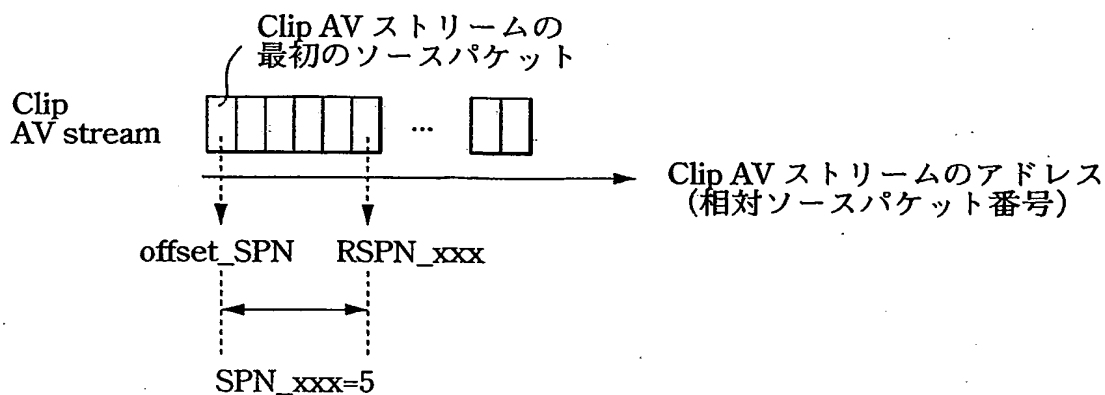 Clip AV ストリームの
最初のソースパケット
Clip
AV stream
...
Clip AV ストリームのアドレス
(相対ソースパケット番号)
offset_SPN RSPN_xxx
SPN_xxx=5